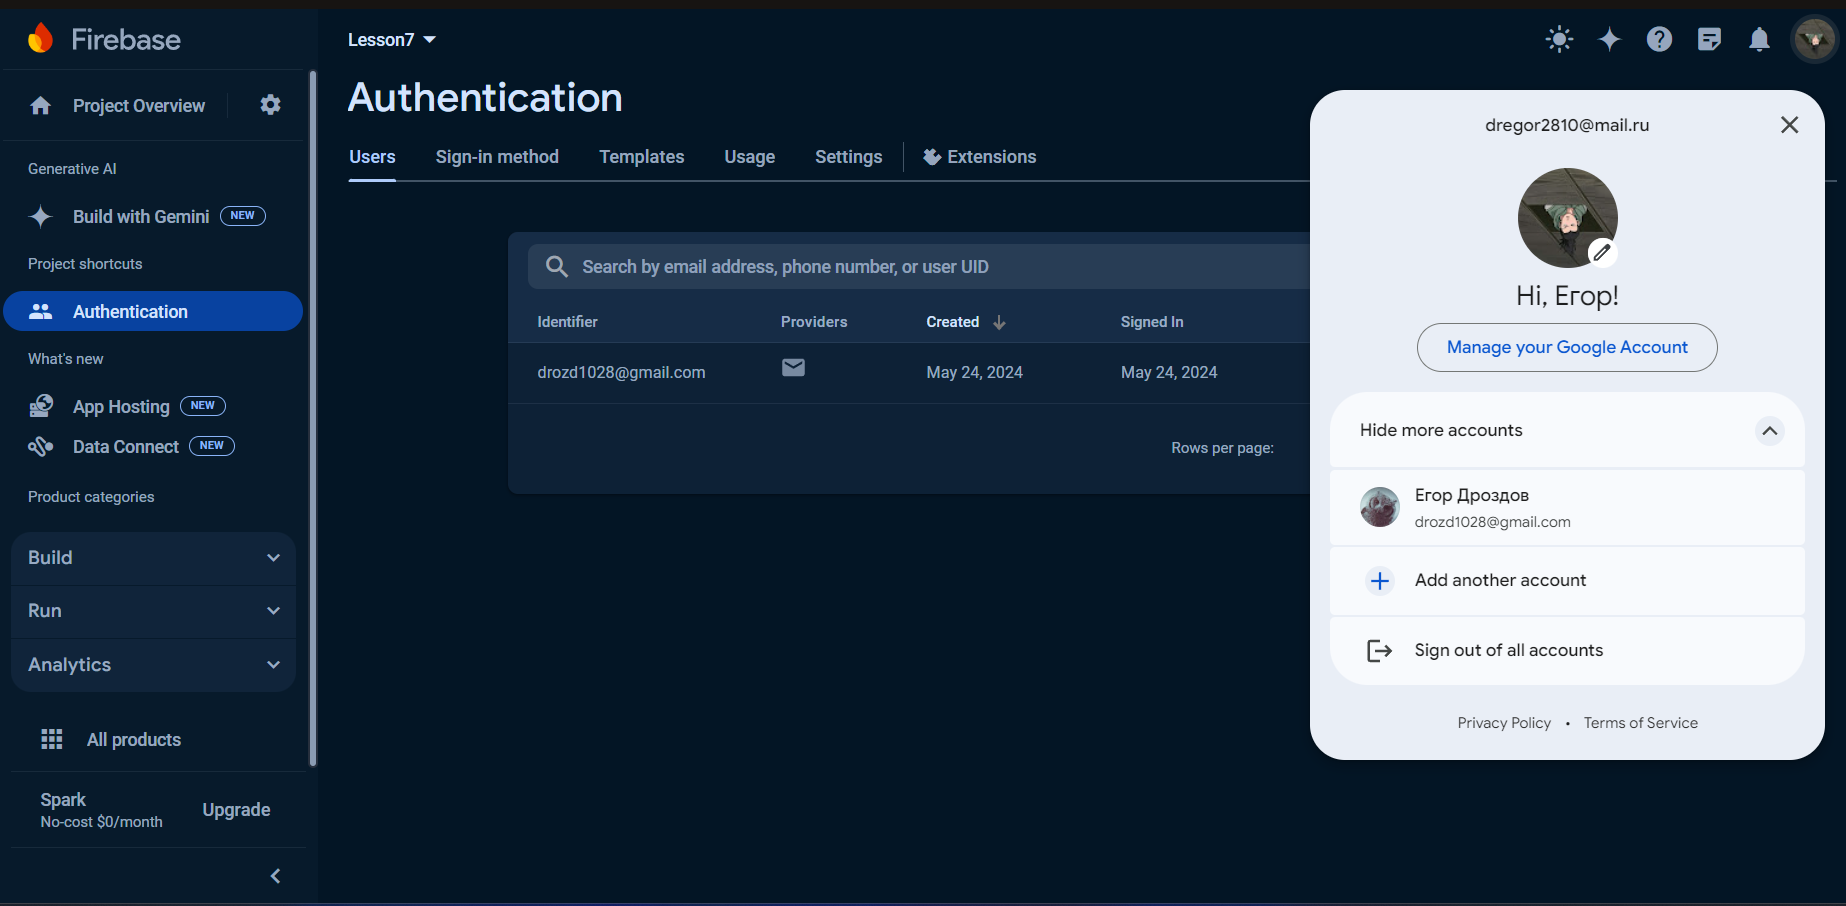 Firebase
Project Overview
Generative AI
Build with Gemini NEW
Project shortcuts
Authentication
What's new
App Hosting NEW
Data Connect NEW
Product categories
Build
Run
Analytics
All products
Spark
No-cost $0/month
Upgrade
Lesson7
Authentication
Users Sign-in method Templates Usage Settings Extensions
Search by email address, phone number, or user UID
Identifier Providers Created Signed In
drozd1028@gmail.com May 24, 2024 May 24, 2024
Rows per page:
dregor2810@mail.ru
Hi, Егор!
Manage your Google Account
Hide more accounts
Егор Дроздов
drozd1028@gmail.com
Add another account
Sign out of all accounts
Privacy Policy • Terms of Service